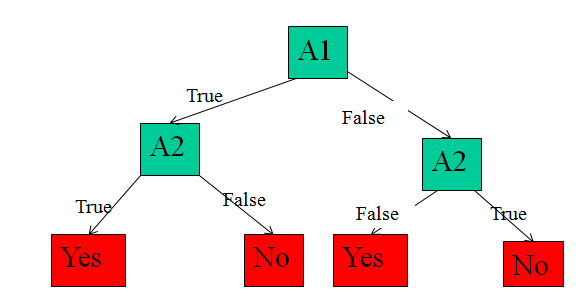 A1
True
False
A2
A2
True
False
False
True
Yes
No
Yes
No